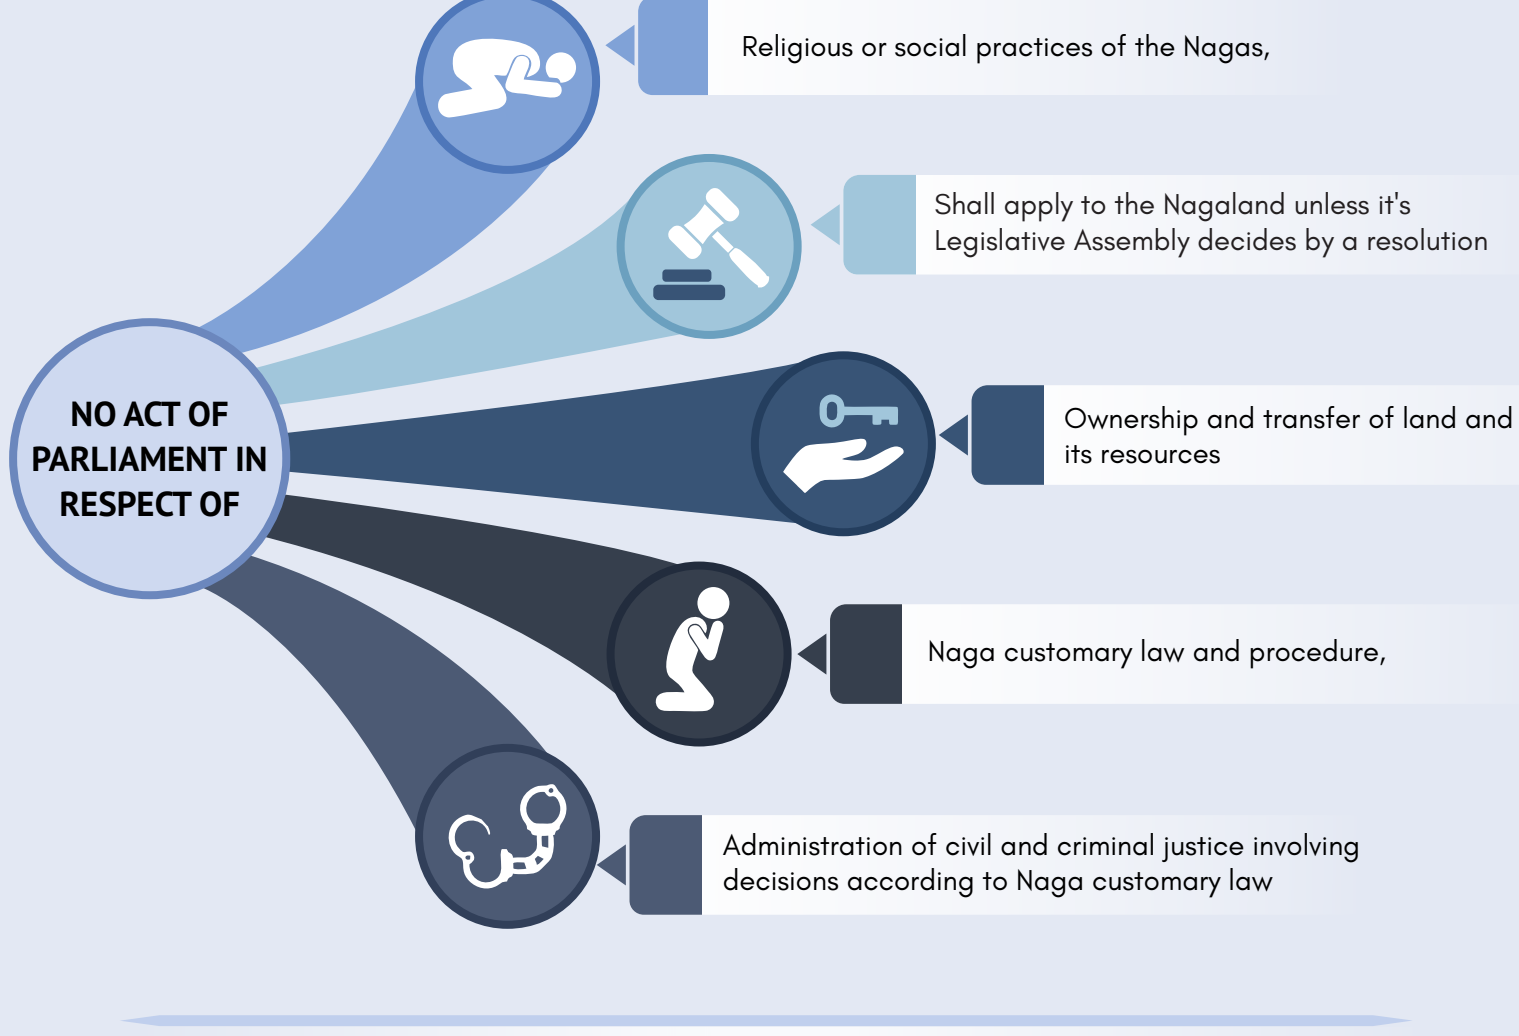 Religious or social practices of the Nagas,
Shall apply to the Nagaland unless it's
Legislative Assembly decides by a resolution
NO ACT OF
PARLIAMENT IN
RESPECT OF
Ownership and transfer of land and
its resources
Naga customary law and procedure,
Administration of civil and criminal justice involving
decisions according to Naga customary law